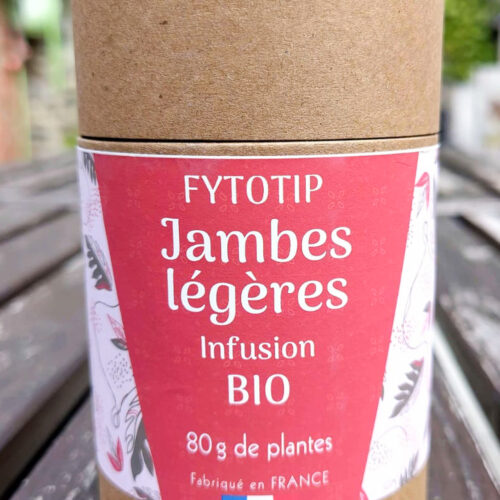 FYTOTIP
Jambes
légères
Infusion
BIO
80g de plantes
Fabriqué en FRANCE